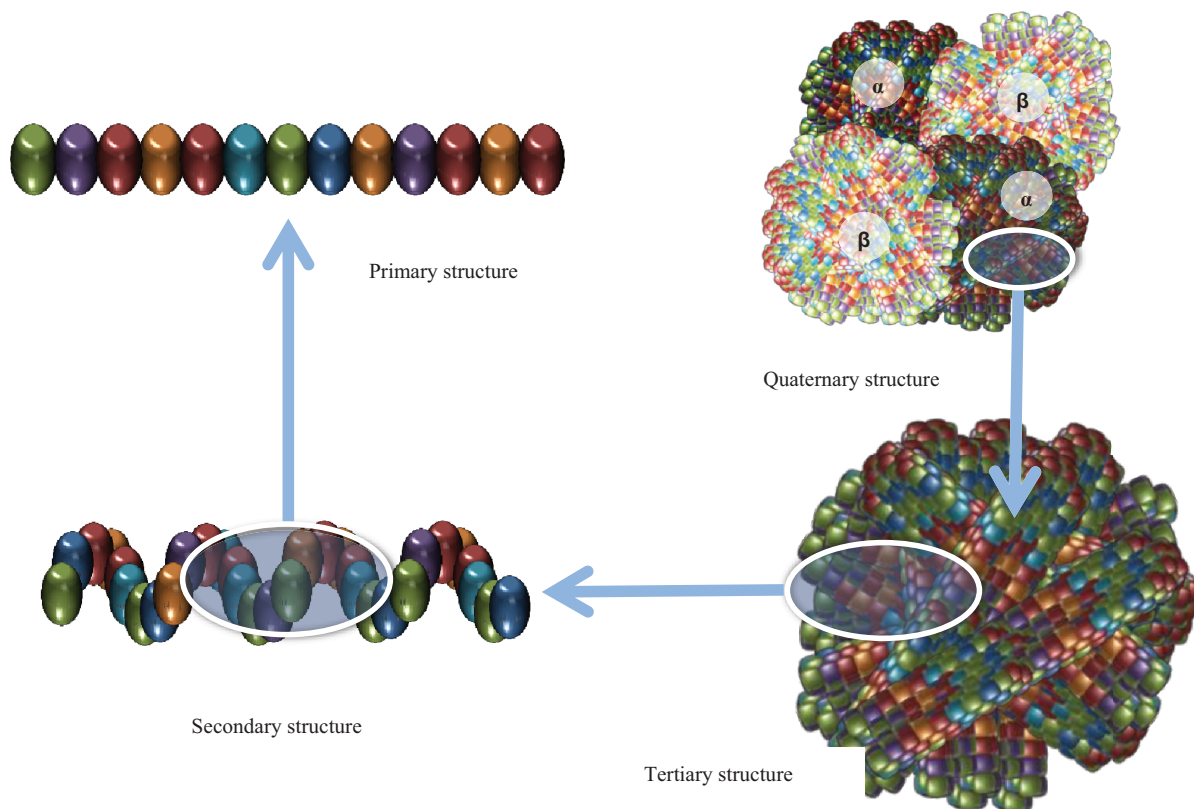 α
β
α
β
Primary structure
Quaternary structure
Secondary structure
Tertiary structure